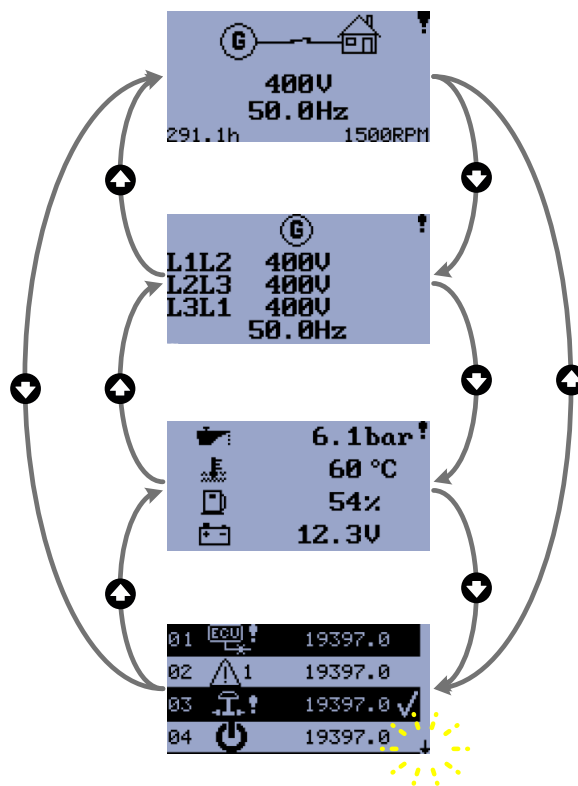 G
400V
50.0Hz
291.1h 1500RPM
G
L1L2 400V
L2L3 400V
L3L1 400V
50.0Hz
6.1bar
60 °C
54%
12.3V
01 ECU 19397.0
02 1 19397.0
03 19397.0
04 19397.0